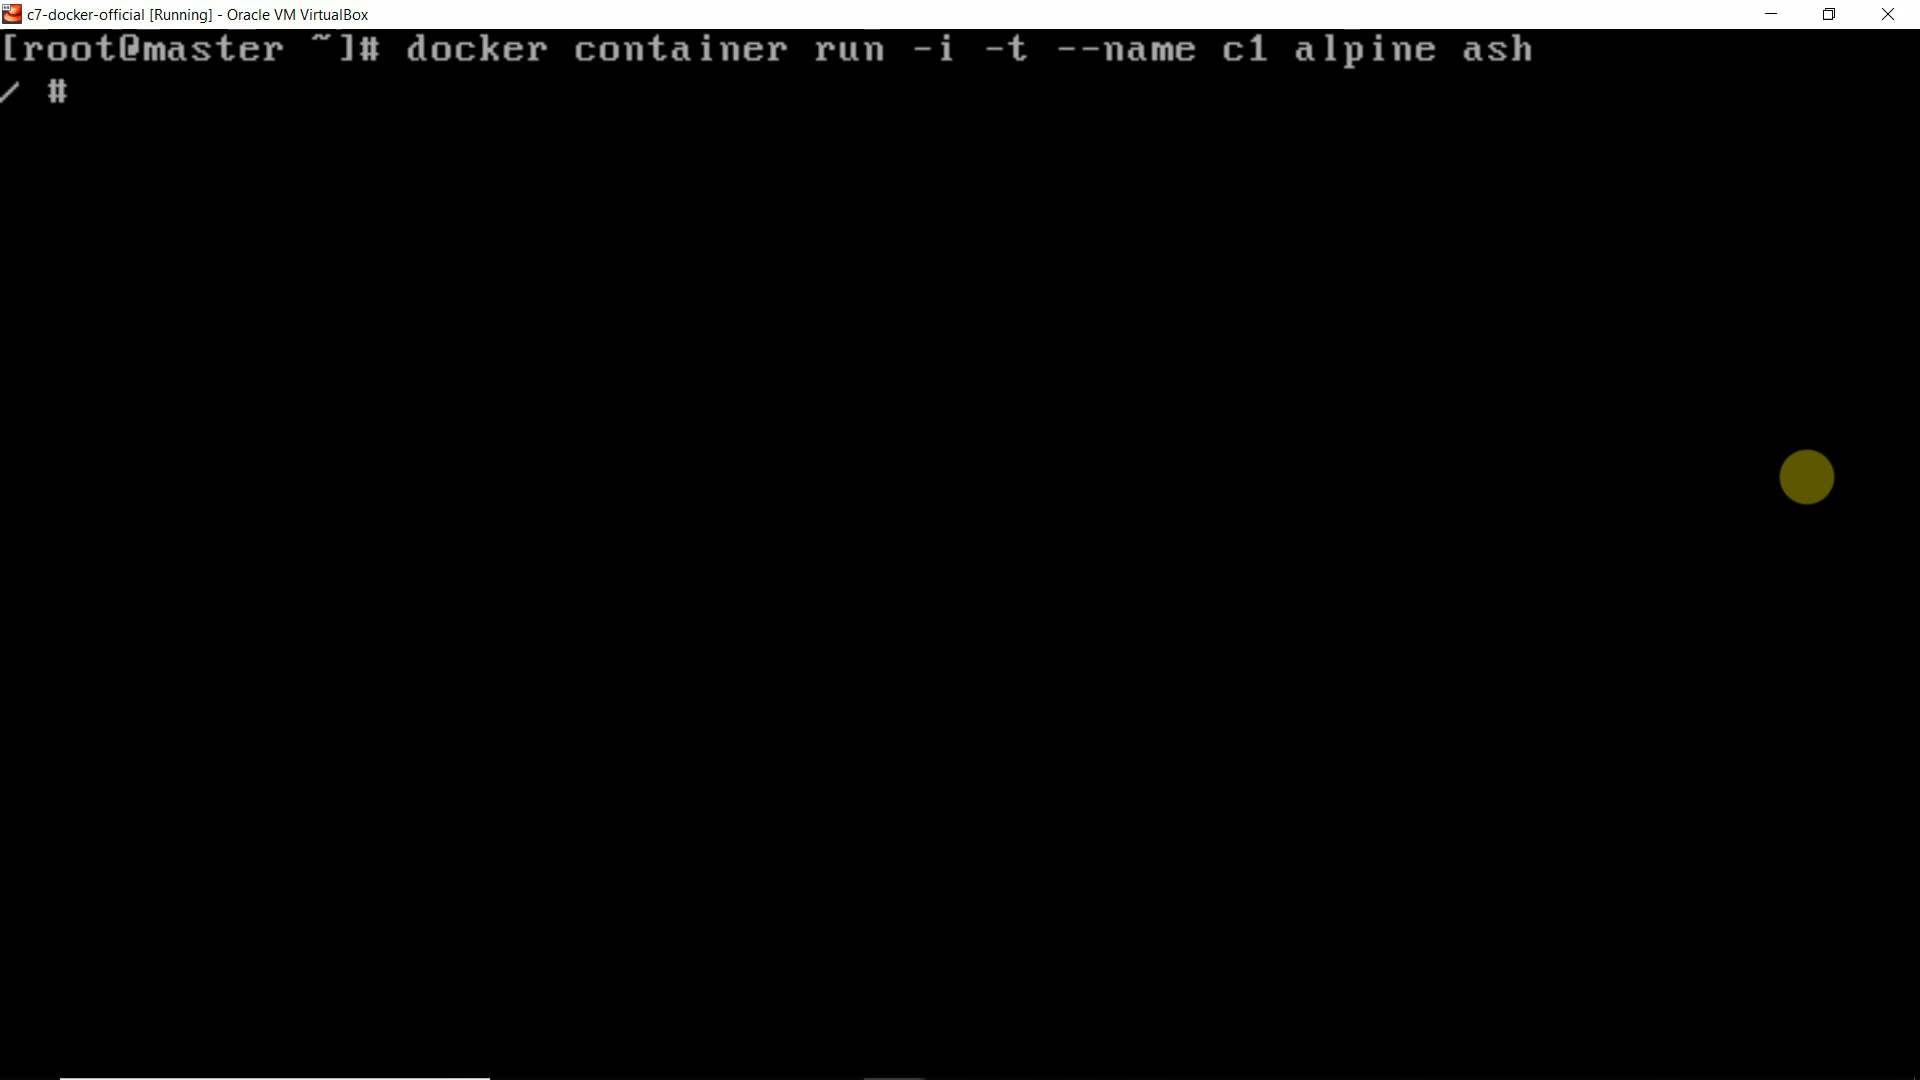 c7-docker-official [Running] - Oracle VM VirtualBox
[root@master ~]# docker container run -i -t --name c1 alpine ash
/ #